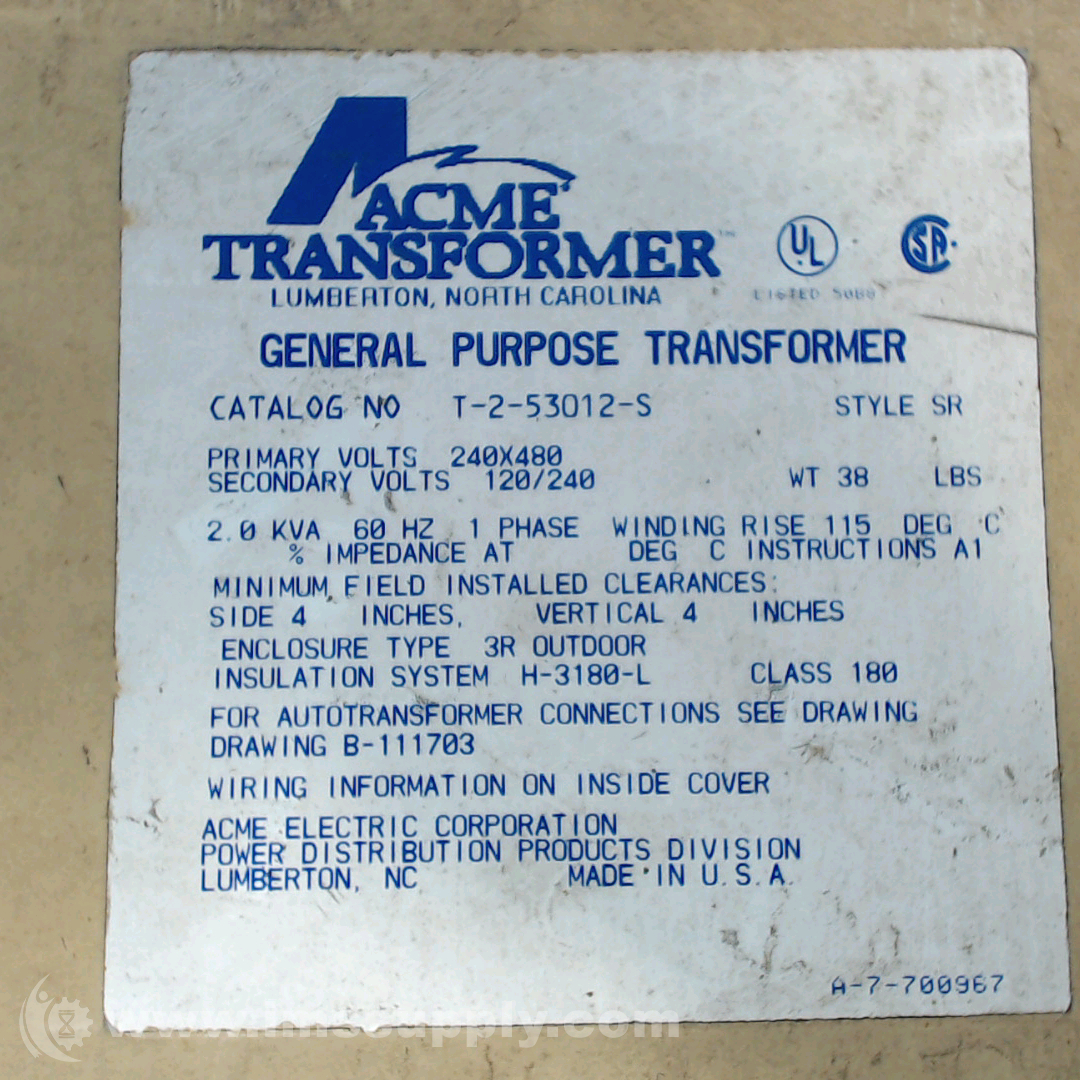 ACME
TRANSFORMER™
LUMBERTON, NORTH CAROLINA
UL
LISTED 50B0
SA
GENERAL PURPOSE TRANSFORMER
CATALOG NO T-2-53012-S STYLE SR
PRIMARY VOLTS 240X480
SECONDARY VOLTS 120/240 WT 38 LBS
2.0 KVA 60 HZ 1 PHASE WINDING RISE 115 DEG C
% IMPEDANCE AT DEG C INSTRUCTIONS A1
MINIMUM FIELD INSTALLED CLEARANCES:
SIDE 4 INCHES, VERTICAL 4 INCHES
ENCLOSURE TYPE 3R OUTDOOR
INSULATION SYSTEM H-3180-L CLASS 180
FOR AUTOTRANSFORMER CONNECTIONS SEE DRAWING
DRAWING B-111703
WIRING INFORMATION ON INSIDE COVER
ACME ELECTRIC CORPORATION
POWER DISTRIBUTION PRODUCTS DIVISION
LUMBERTON, NC MADE IN U.S.A.
A-7-700967